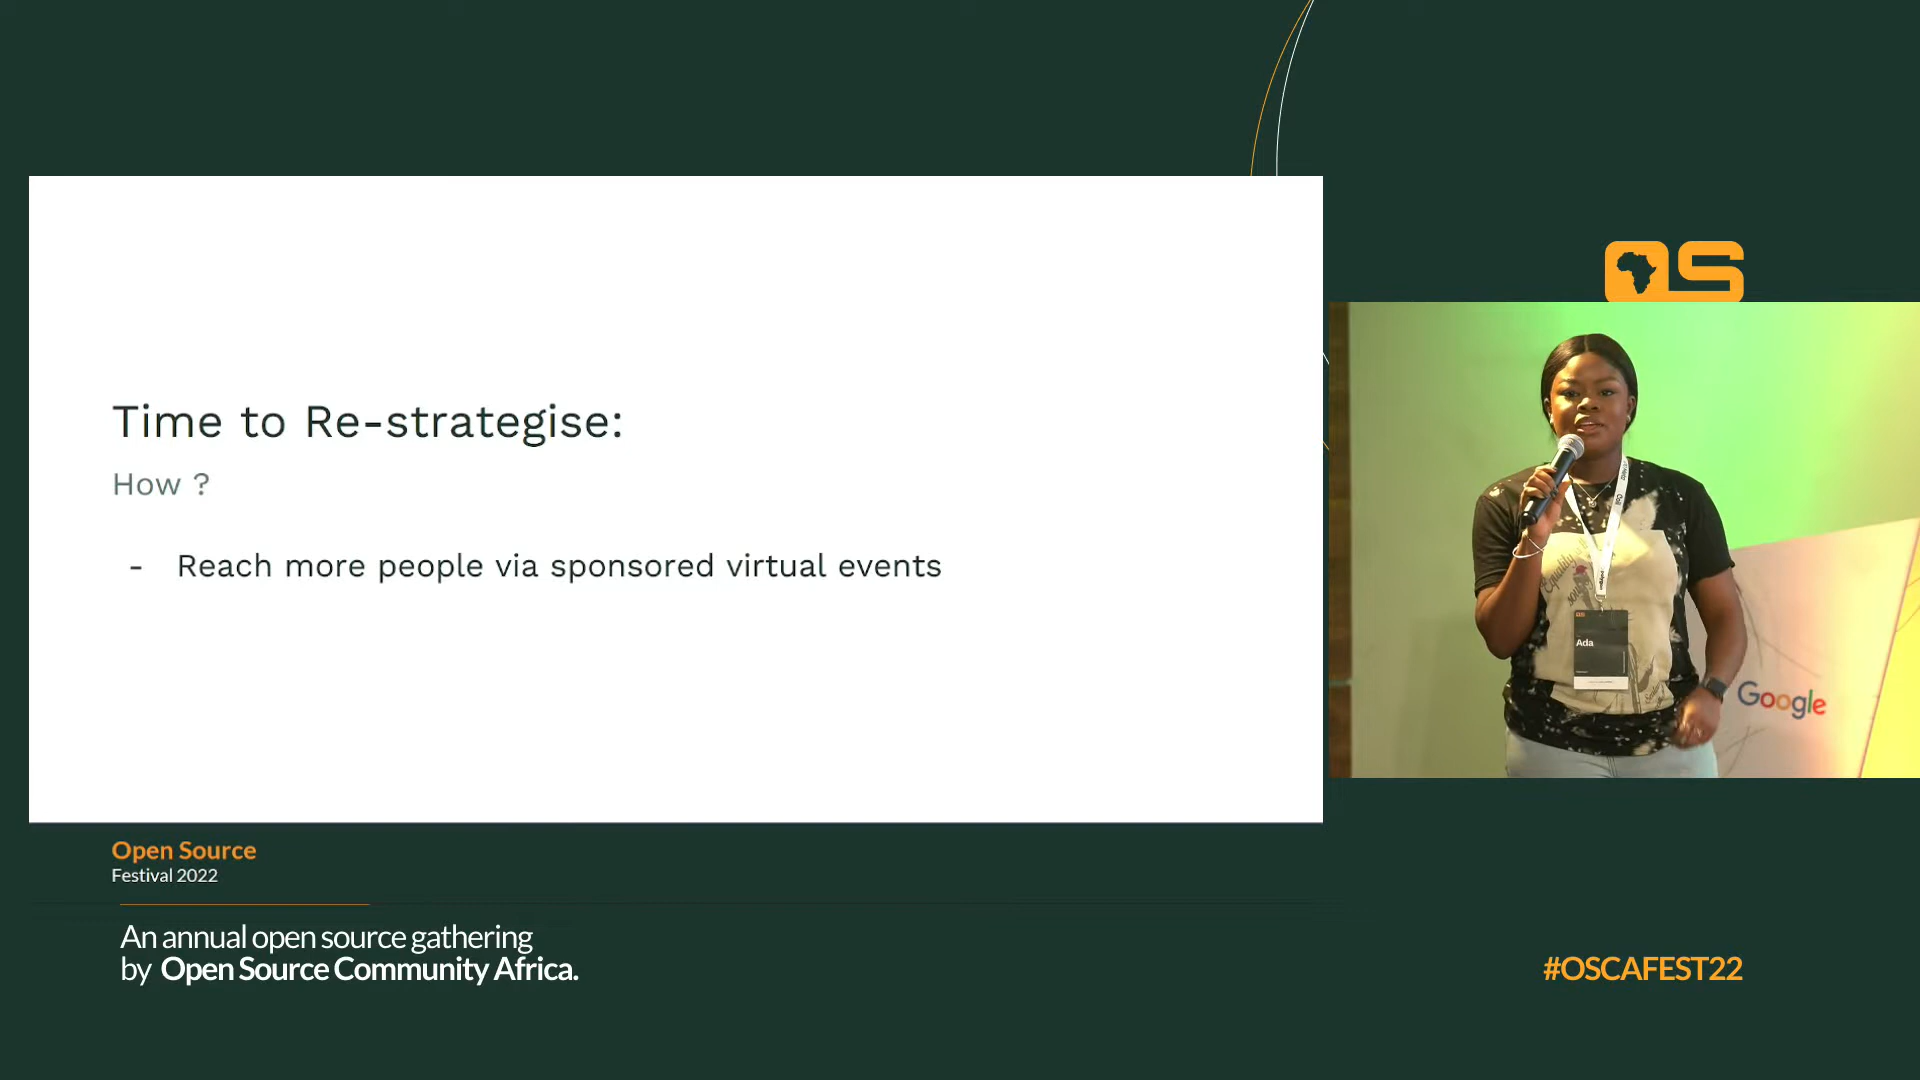 Time to Re-strategise:
How ?
- Reach more people via sponsored virtual events
Equality
Ada
Google
Open Source
Festival 2022
An annual open source gathering
by Open Source Community Africa.
#OSCAFEST22